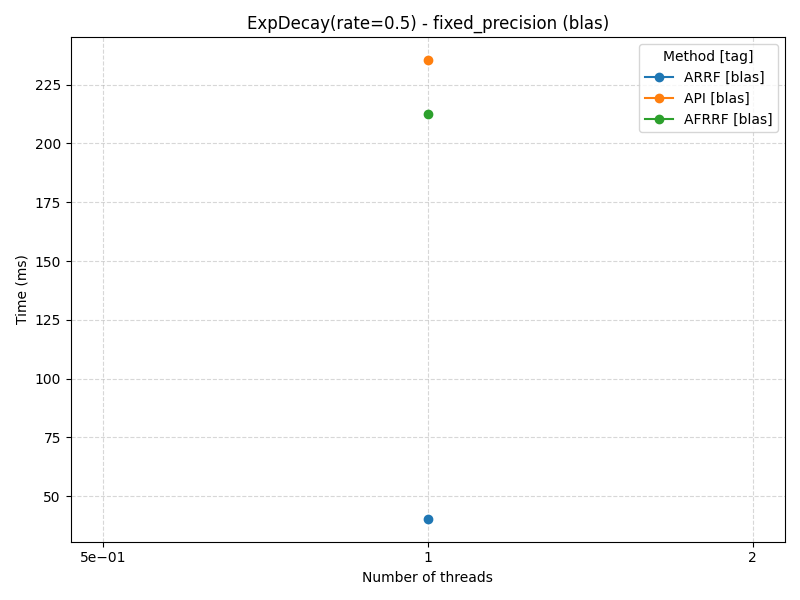 ExpDecay(rate=0.5) - fixed_precision (blas)
Method [tag]
ARRF [blas]
API [blas]
AFRRF [blas]
Time (ms)
225
200
175
150
125
100
75
50
5e−01
1
2
Number of threads